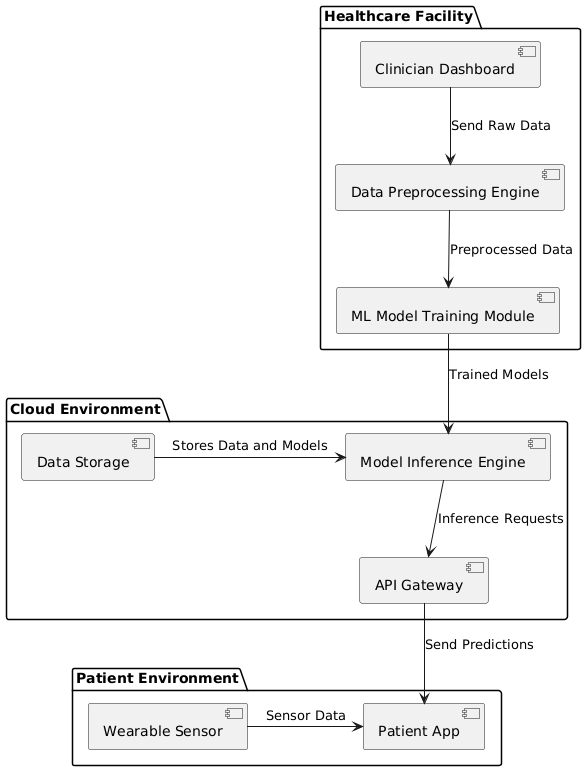 Healthcare Facility
Clinician Dashboard
Send Raw Data
Data Preprocessing Engine
Preprocessed Data
ML Model Training Module
Trained Models
Cloud Environment
Data Storage
Stores Data and Models
Model Inference Engine
Inference Requests
API Gateway
Send Predictions
Patient Environment
Wearable Sensor
Sensor Data
Patient App